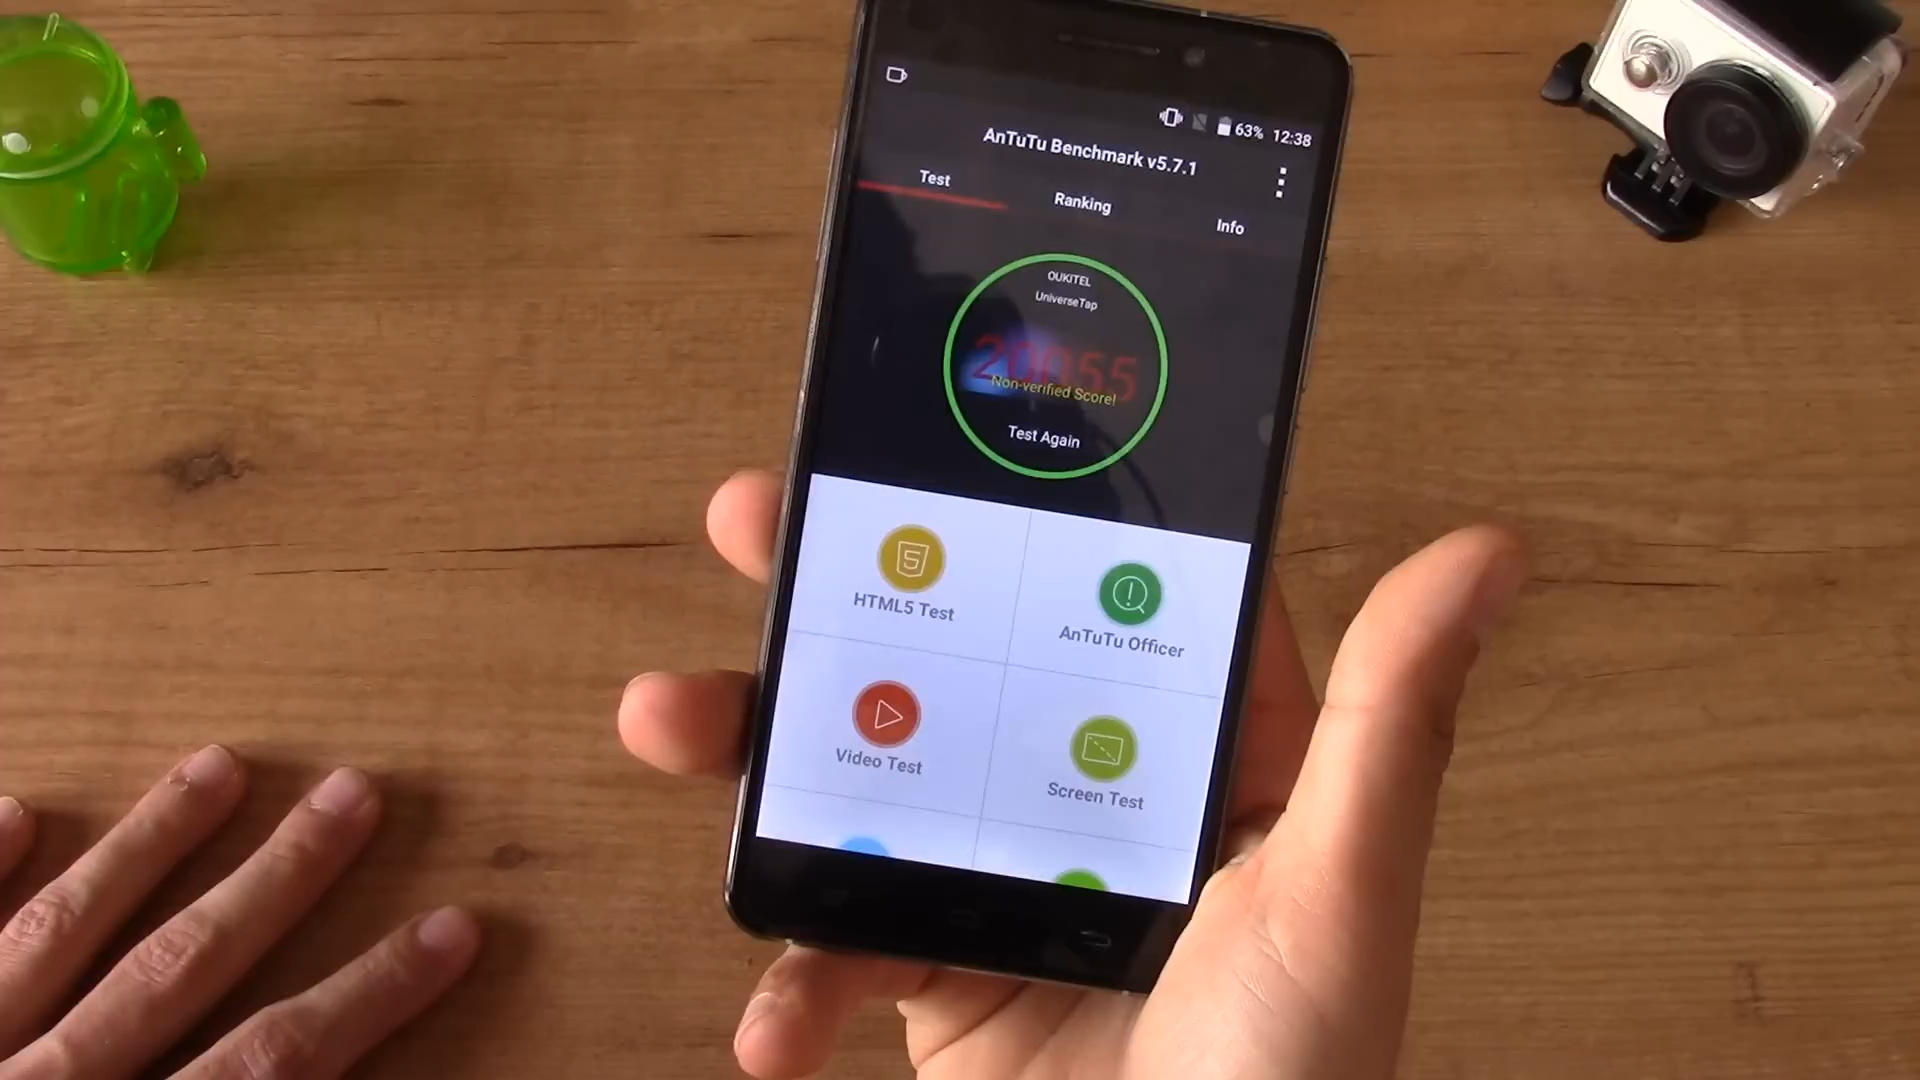 63% 12:38
AnTuTu Benchmark v5.7.1
Test Ranking Info
OUKITEL
UniverseTap
20055
Non-verified Score!
Test Again
HTML5 Test
AnTuTu Officer
Video Test
Screen Test